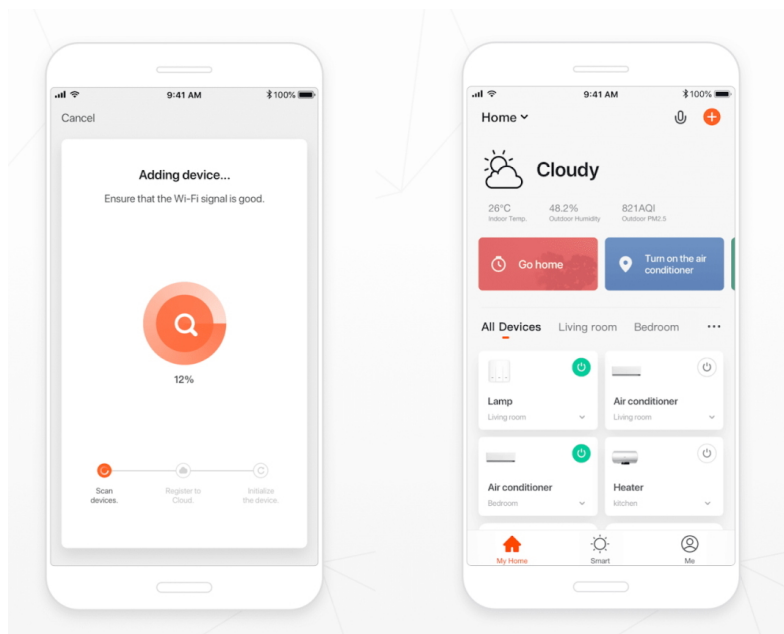 9:41 AM
100%
Cancel
Adding device...
Ensure that the Wi-Fi signal is good.
12%
Scan
devices.
Register to
Cloud.
Initialize
the device.
9:41 AM
100%
Home
Cloudy
26°C
48.2%
821AQI
Indoor Temp.
Outdoor Humidity
Outdoor PM2.5
Go home
Turn on the air
conditioner
All Devices
Living room
Bedroom
Lamp
Living room
Air conditioner
Living room
Air conditioner
Bedroom
Heater
kitchen
My Home
Smart
Me